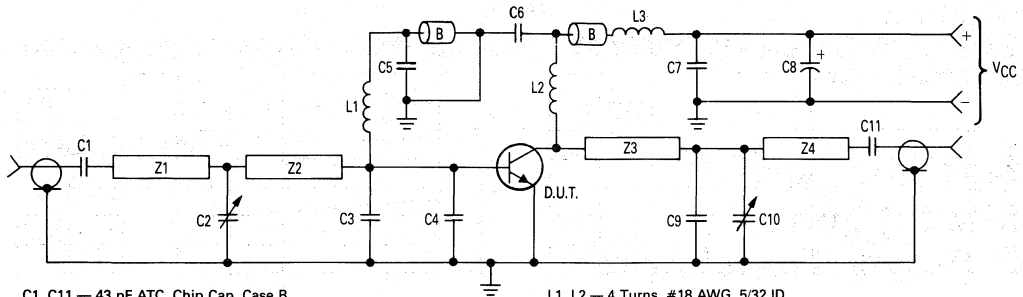 C6
L3
B
B
+
C5
C7
C8
+
VCC
L1
L2
−
C1
C11
Z1
Z2
Z3
Z4
D.U.T.
C2
C3
C4
C9
C10
C1, C11 — 43 pF ATC, Chip Cap, Case B
L1, L2 — 4 Turns, #18 AWG, 5/32 ID